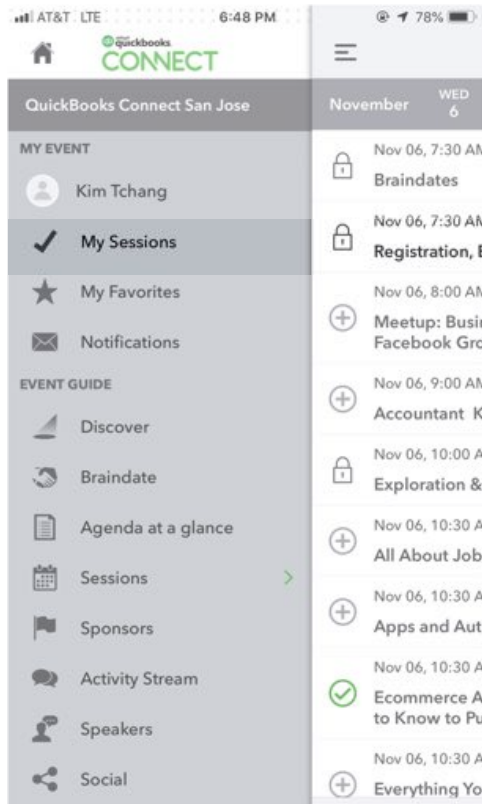 AT&T LTE 6:48 PM 78%
quickbooks.
CONNECT
QuickBooks Connect San Jose
MY EVENT
Kim Tchang
My Sessions
My Favorites
Notifications
EVENT GUIDE
Discover
Braindate
Agenda at a glance
Sessions
Sponsors
Activity Stream
Speakers
Social
November
WED
6
Nov 06, 7:30 AM
Braindates
Nov 06, 7:30 AM
Registration,
Nov 06, 8:00 AM
Meetup:
Facebook
Nov 06, 9:00 AM
Accountant K
Nov 06, 10:00 A
Exploration &
Nov 06, 10:30 A
All About Job
Nov 06, 10:30 A
Apps and Aut
Nov 06, 10:30 A
Ecommerce A
to Know to Pu
Nov 06, 10:30 A
Everything Yo